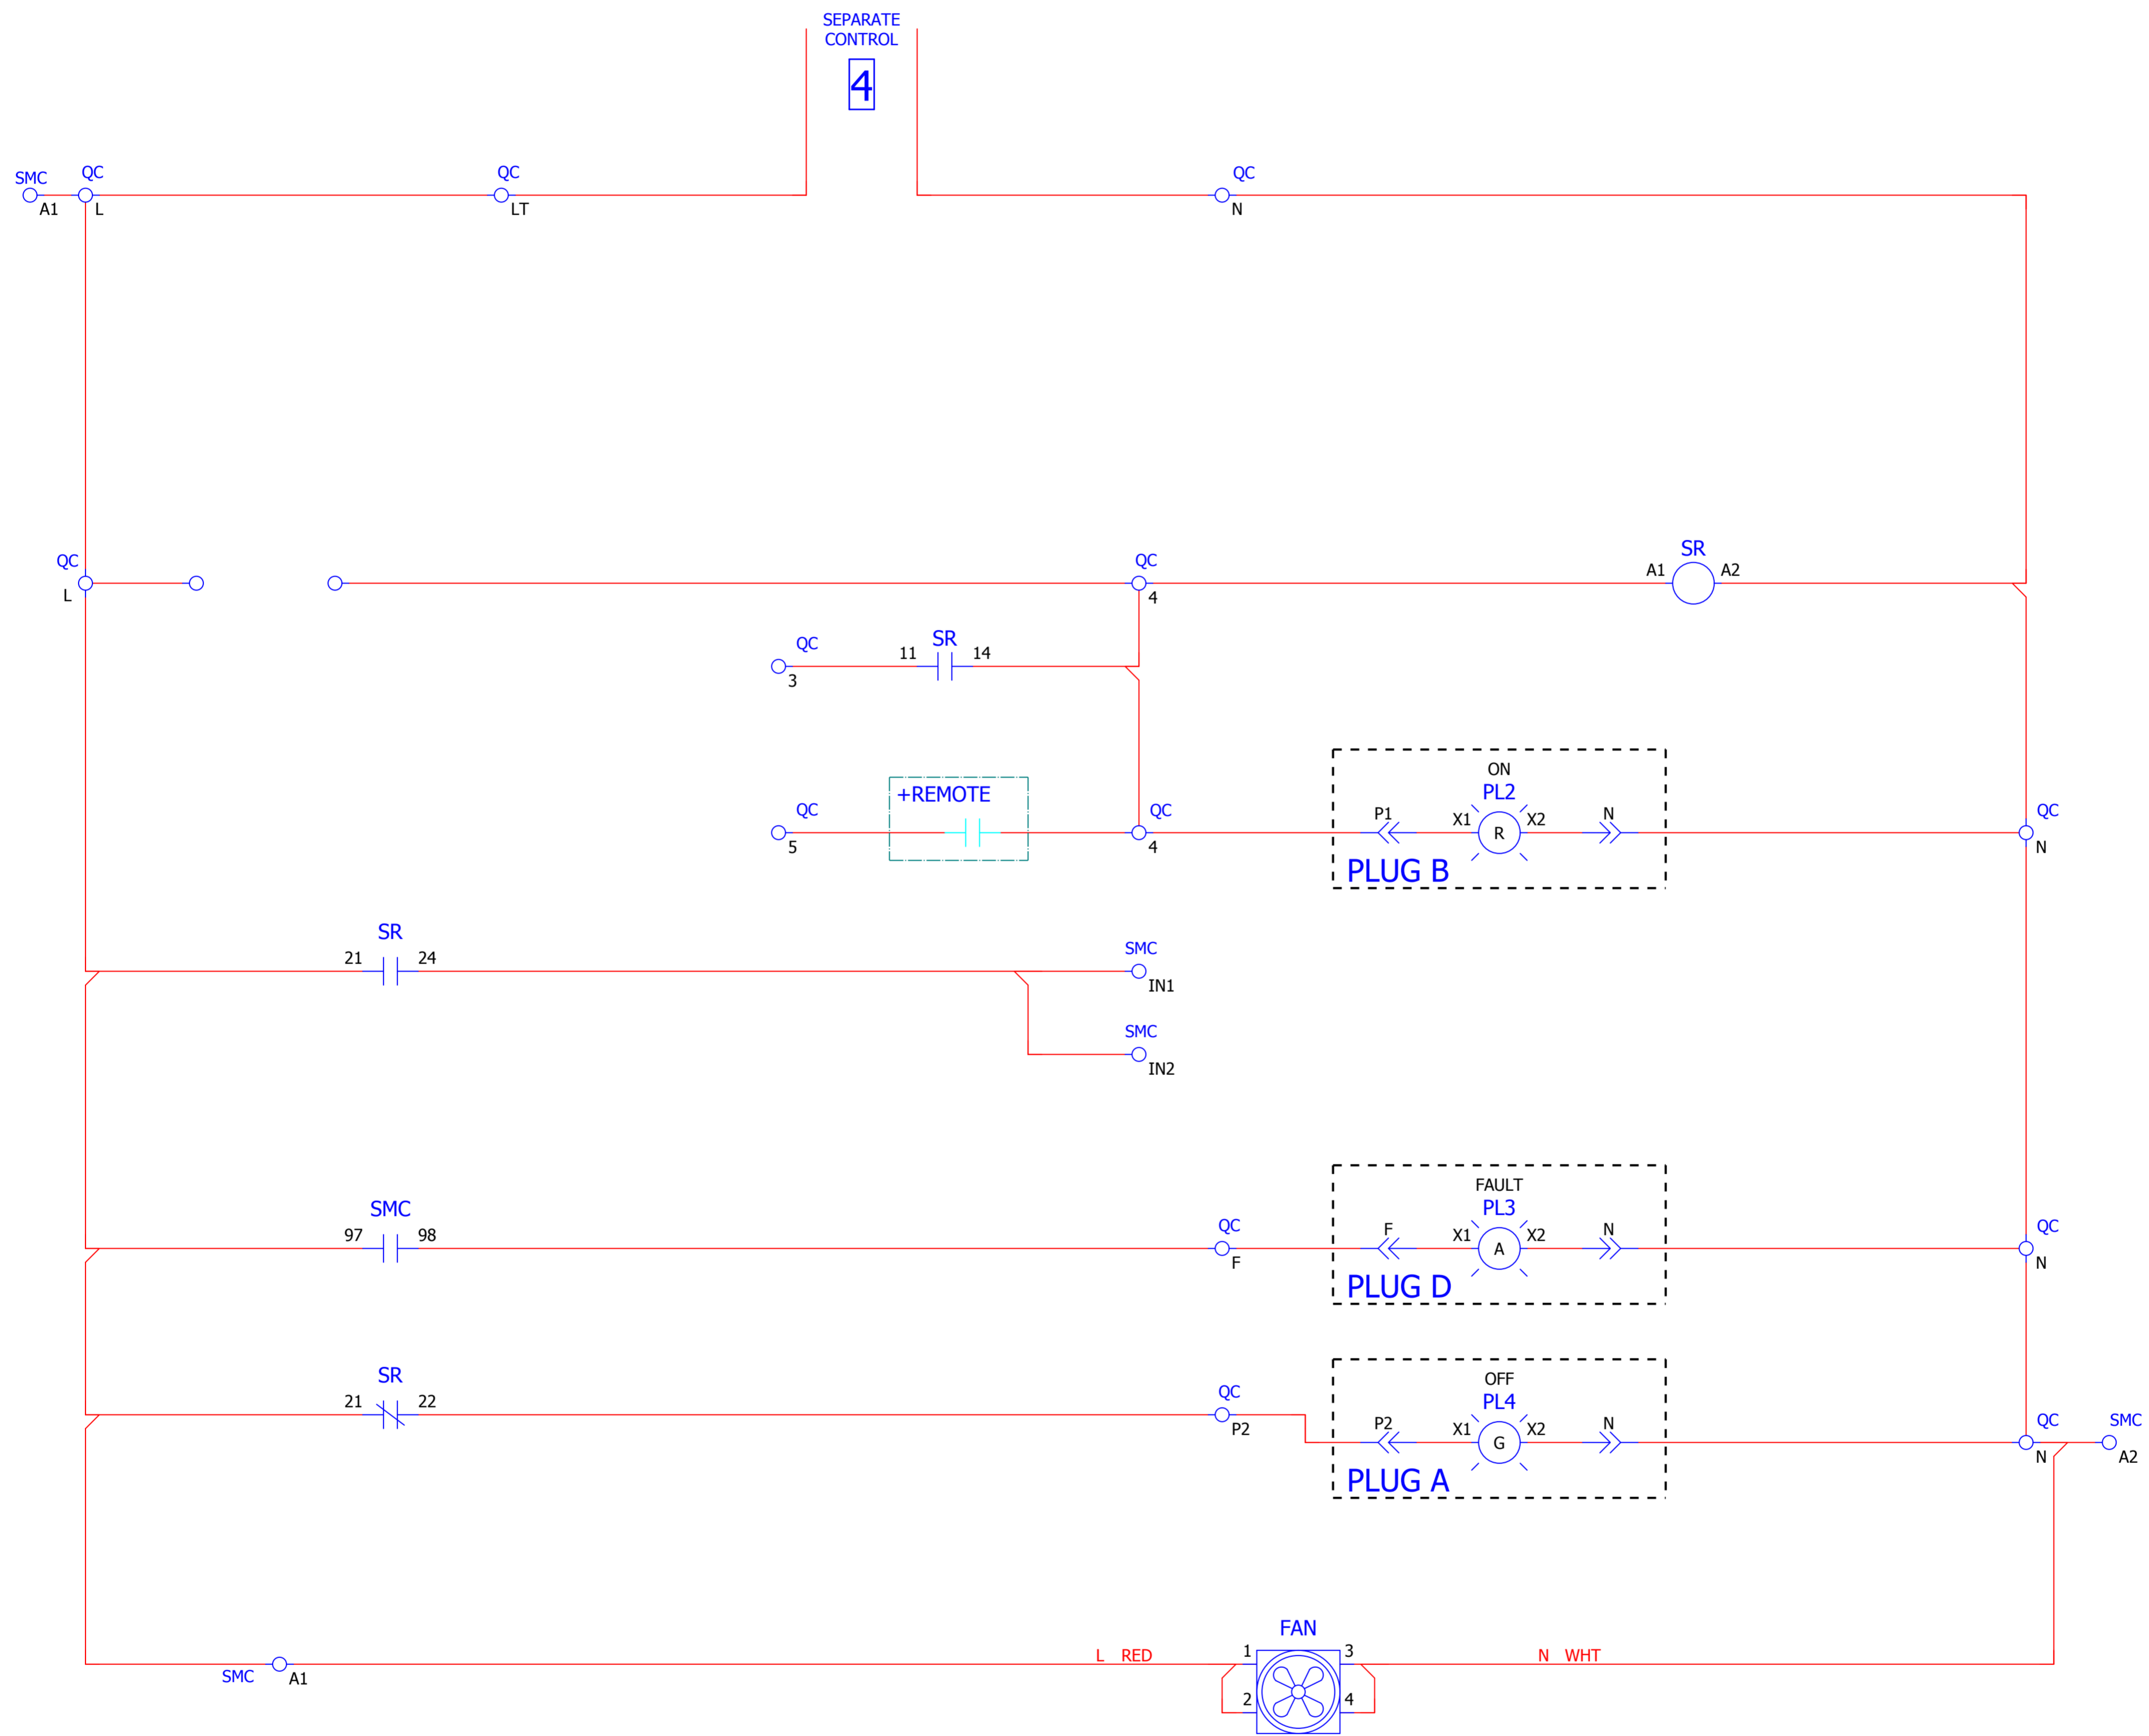 SEPARATE
CONTROL
4
SMC
QC
QC
QC
A1
L
LT
N
QC
QC
SR
A1
A2
L
4
QC
SR
11
14
3
ON
+REMOTE
PL2
QC
QC
P1
X1
R
X2
N
QC
5
4
N
PLUG B
SR
21
24
SMC
IN1
SMC
IN2
FAULT
SMC
PL3
97
98
QC
F
X1
A
X2
N
QC
F
N
PLUG D
SR
OFF
21
22
QC
PL4
P2
P2
X1
G
X2
N
QC
SMC
N
A2
PLUG A
FAN
L RED
1
3
N WHT
SMC
A1
2
4